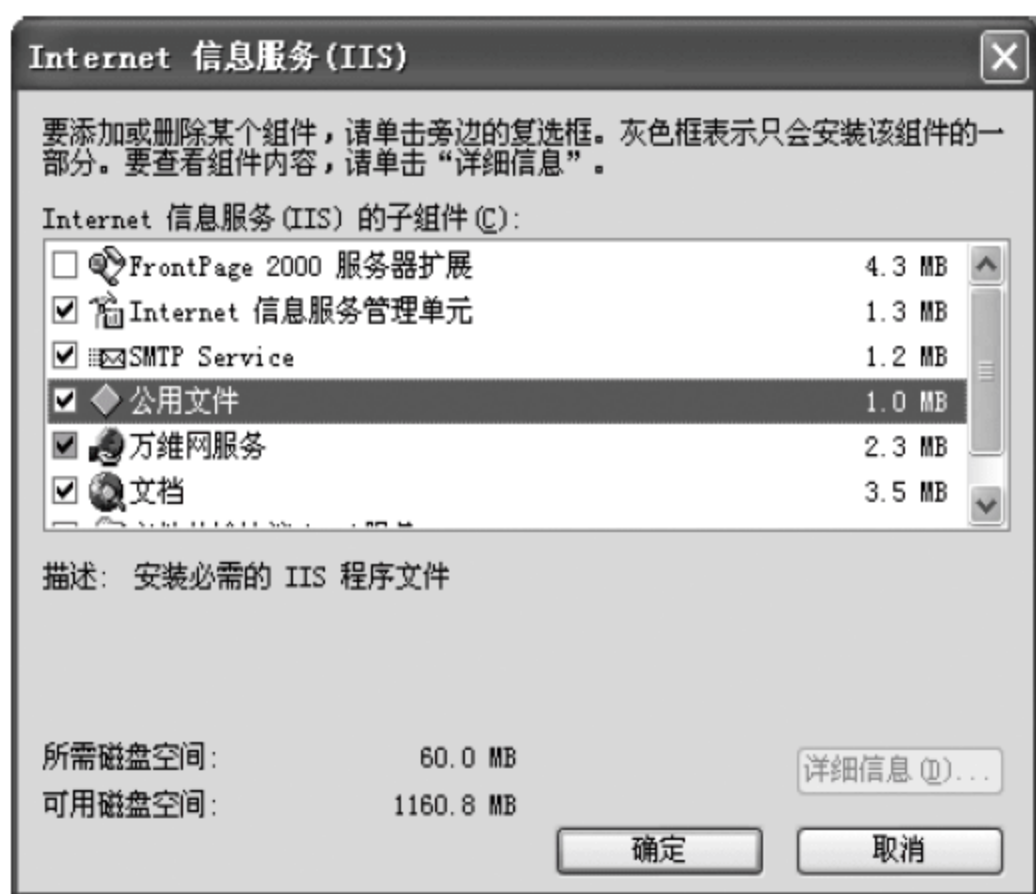 Internet 信息服务(IIS)
要添加或删除某个组件，请单击旁边的复选框。灰色框表示只会安装该组件的一
部分。要查看组件内容，请单击“详细信息”。
Internet 信息服务(IIS) 的子组件(C):
FrontPage 2000 服务器扩展 4.3 MB
Internet 信息服务管理单元 1.3 MB
SMTP Service 1.2 MB
公用文件 1.0 MB
万维网服务 2.3 MB
文档 3.5 MB
描述: 安装必需的 IIS 程序文件
所需磁盘空间: 60.0 MB
详细信息(D)...
可用磁盘空间: 1160.8 MB
确定 取消